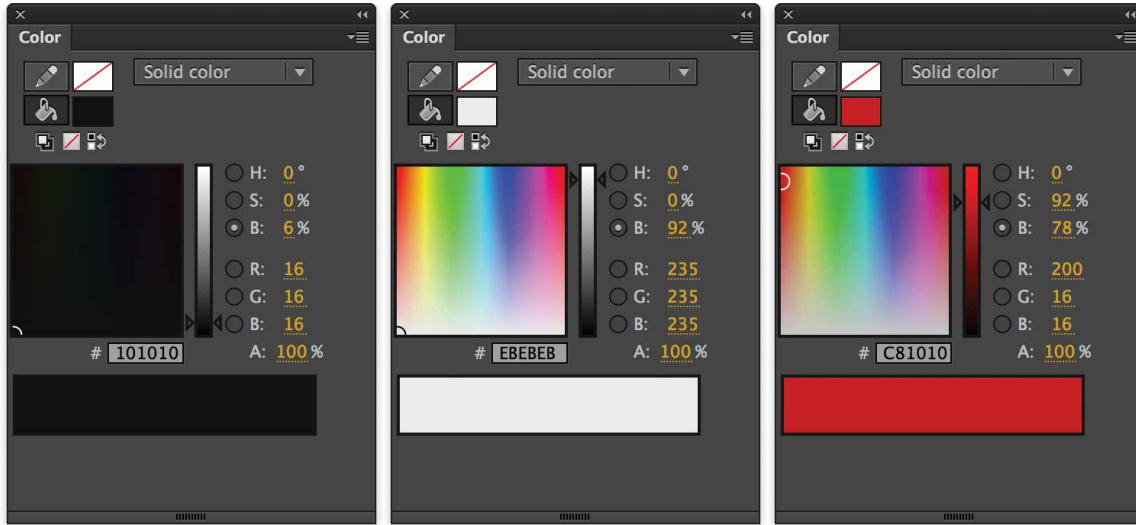 Color
Solid color
H: 0 °
S: 0 %
B: 6 %
R: 16
G: 16
B: 16
# 101010 A: 100 %
Color
Solid color
H: 0 °
S: 0 %
B: 92 %
R: 235
G: 235
B: 235
# EBEBEB A: 100 %
Color
Solid color
H: 0 °
S: 92 %
B: 78 %
R: 200
G: 16
B: 16
# C81010 A: 100 %